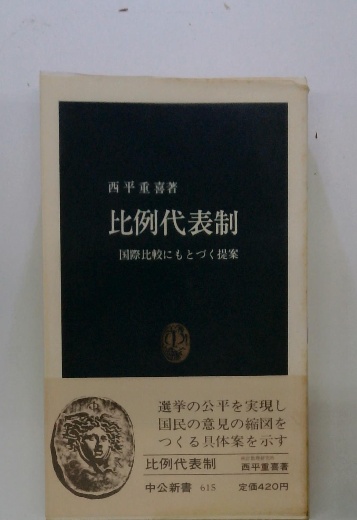 西平重喜著
比例代表制
国際比較にもとづく提案
選挙の公平を実現し
国民の意見の縮図を
つくる具体案を示す
比例代表制
西平重喜著
中公新書 615 定価420円